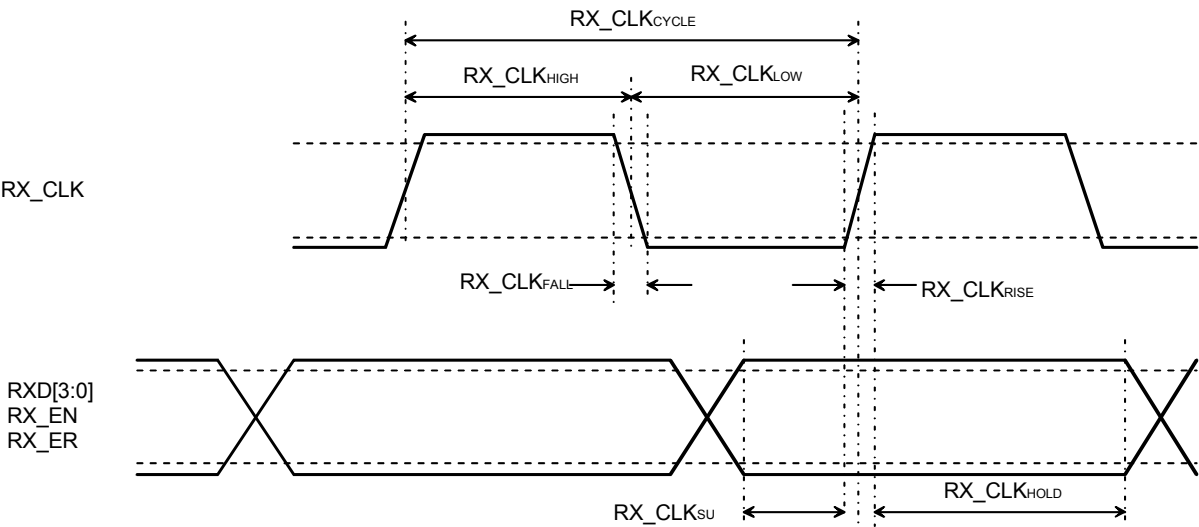 RX_CLKCYCLE
RX_CLKHIGH
RX_CLKLOW
RX_CLK
RX_CLKFALL
RX_CLKRISE
RXD[3:0]
RX_EN
RX_ER
RX_CLKHOLD
RX_CLKSU